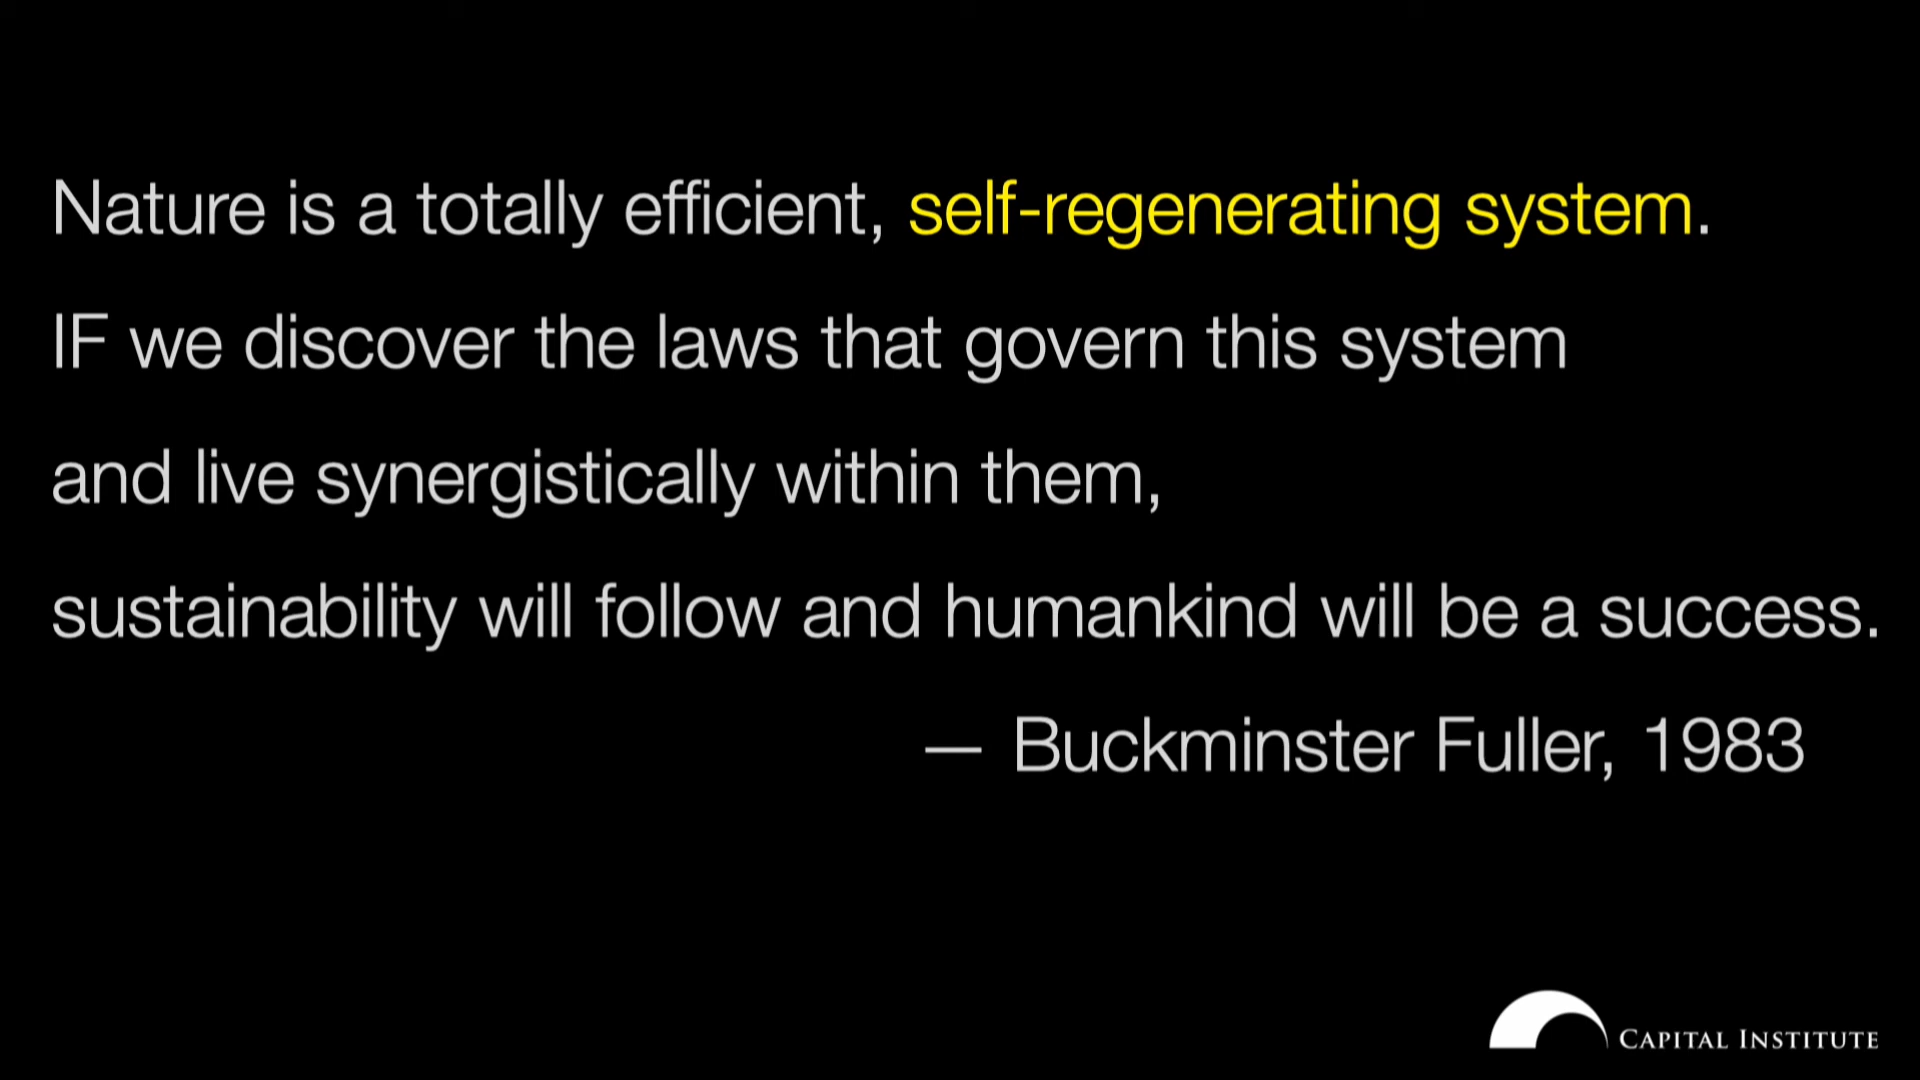 Nature is a totally efficient, self-regenerating system.
IF we discover the laws that govern this system
and live synergistically within them,
sustainability will follow and humankind will be a success.
— Buckminster Fuller, 1983
CAPITAL INSTITUTE